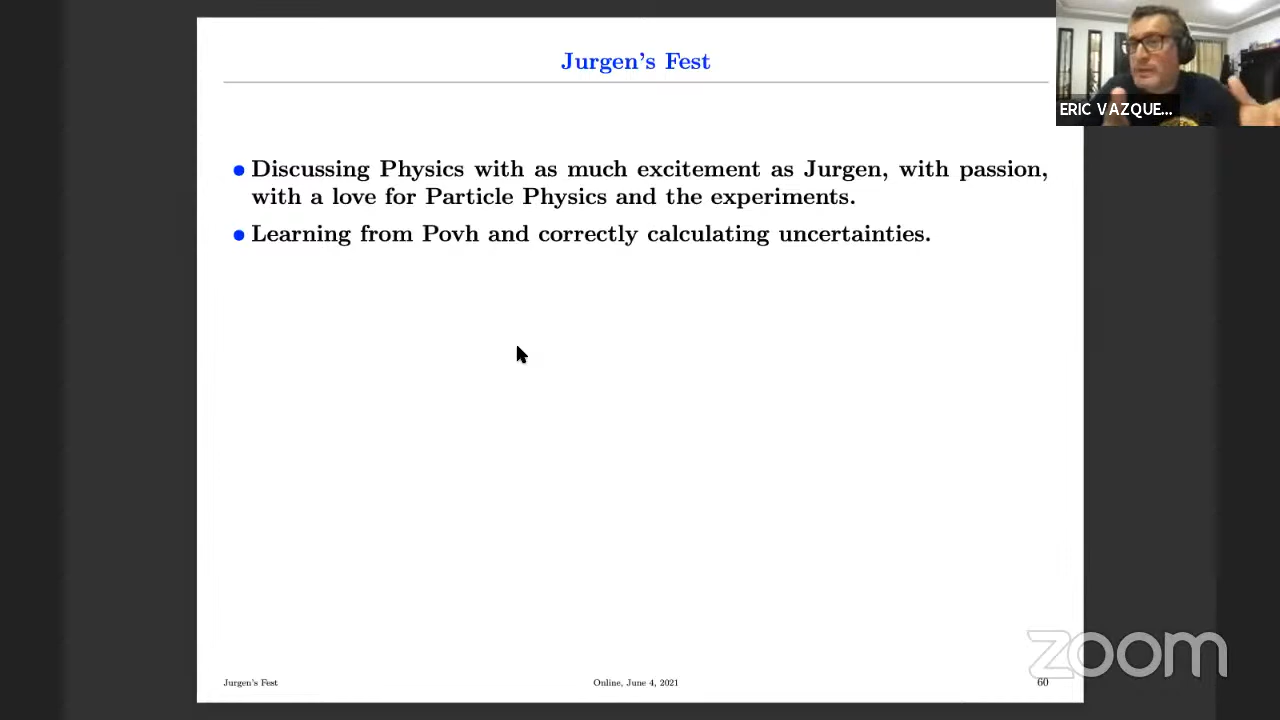 Jurgen's Fest
ERIC VAZQUE...
Discussing Physics with as much excitement as Jurgen, with passion,
with a love for Particle Physics and the experiments.
Learning from Povh and correctly calculating uncertainties.
zoom
Jurgen's Fest
Online, June 4, 2021
60